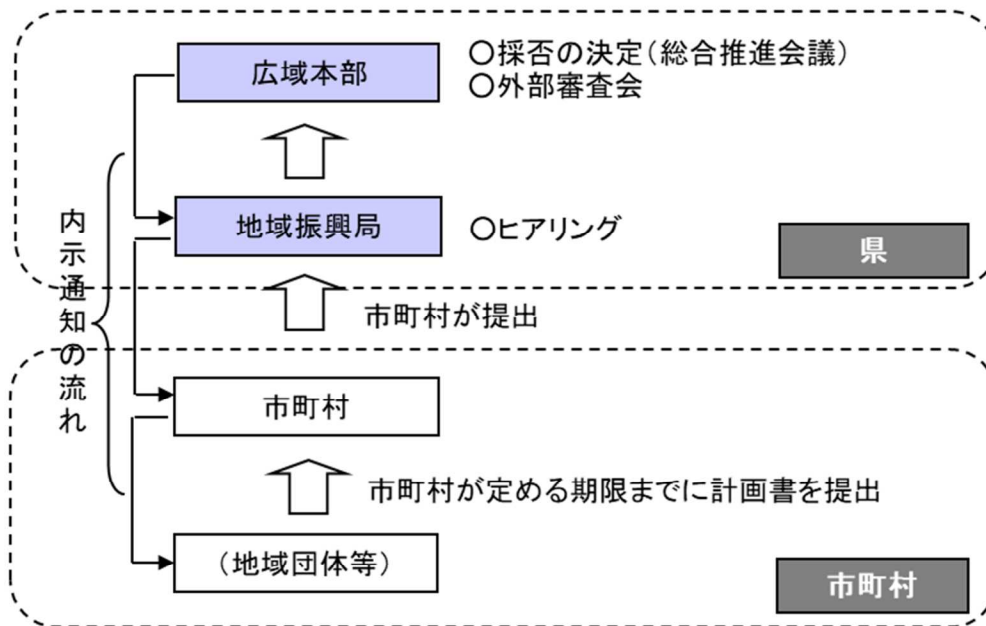 広域本部
○採否の決定(総合推進会議)
○外部審査会
地域振興局
○ヒアリング
県
内示通知の流れ
市町村が提出
市町村
市町村が定める期限までに計画書を提出
(地域団体等)
市町村